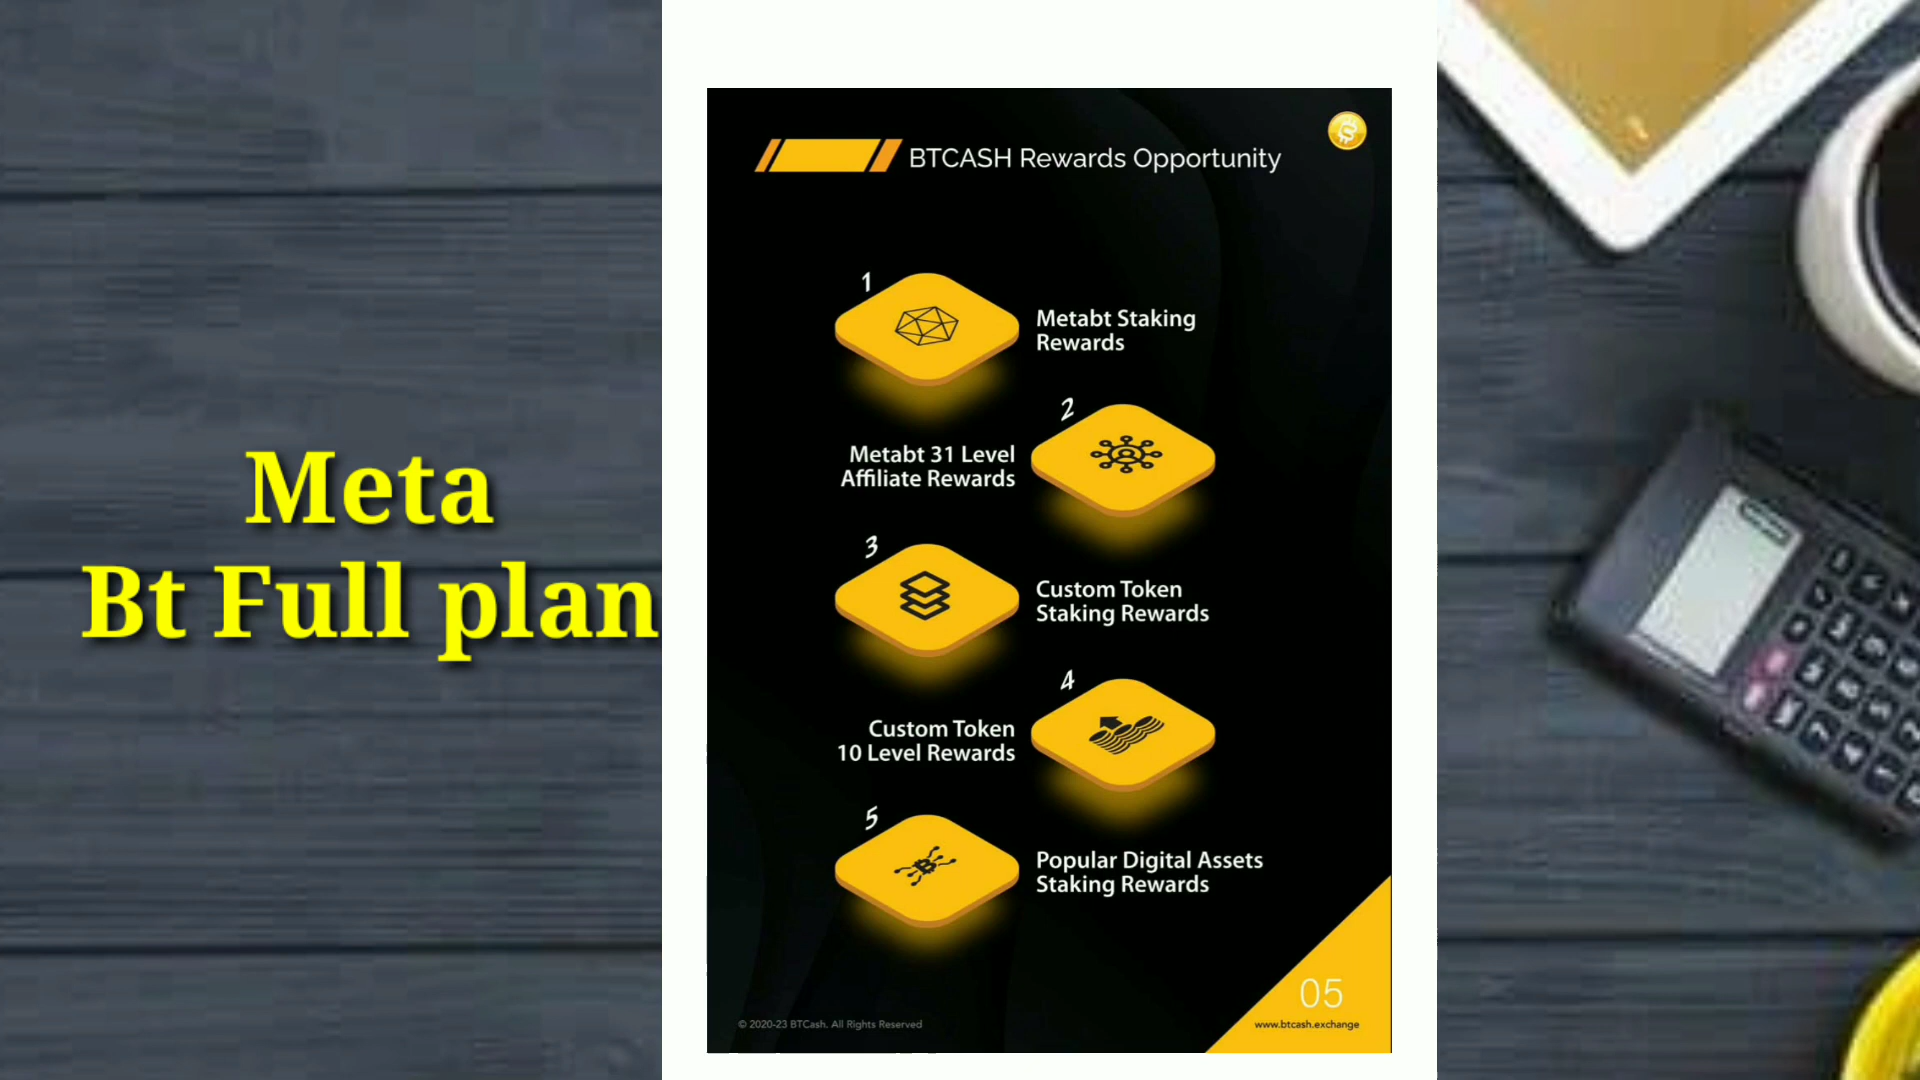 Meta
Bt Full plan
BTCASH Rewards Opportunity
1
Metabt Staking
Rewards
2
Metabt 31 Level
Affiliate Rewards
3
Custom Token
Staking Rewards
4
Custom Token
10 Level Rewards
5
Popular Digital Assets
Staking Rewards
05
© 2020-23 BTCash. All Rights Reserved
www.btcash.exchange